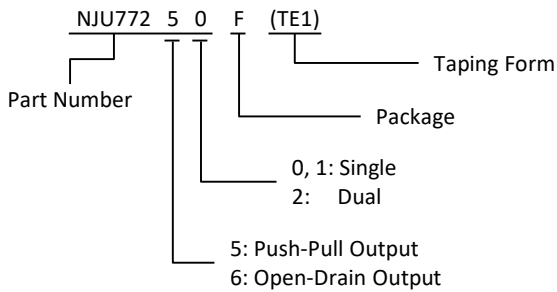 NJU772 5 0 F (TE1)
Taping Form
Part Number
Package
0, 1: Single
2: Dual
5: Push-Pull Output
6: Open-Drain Output